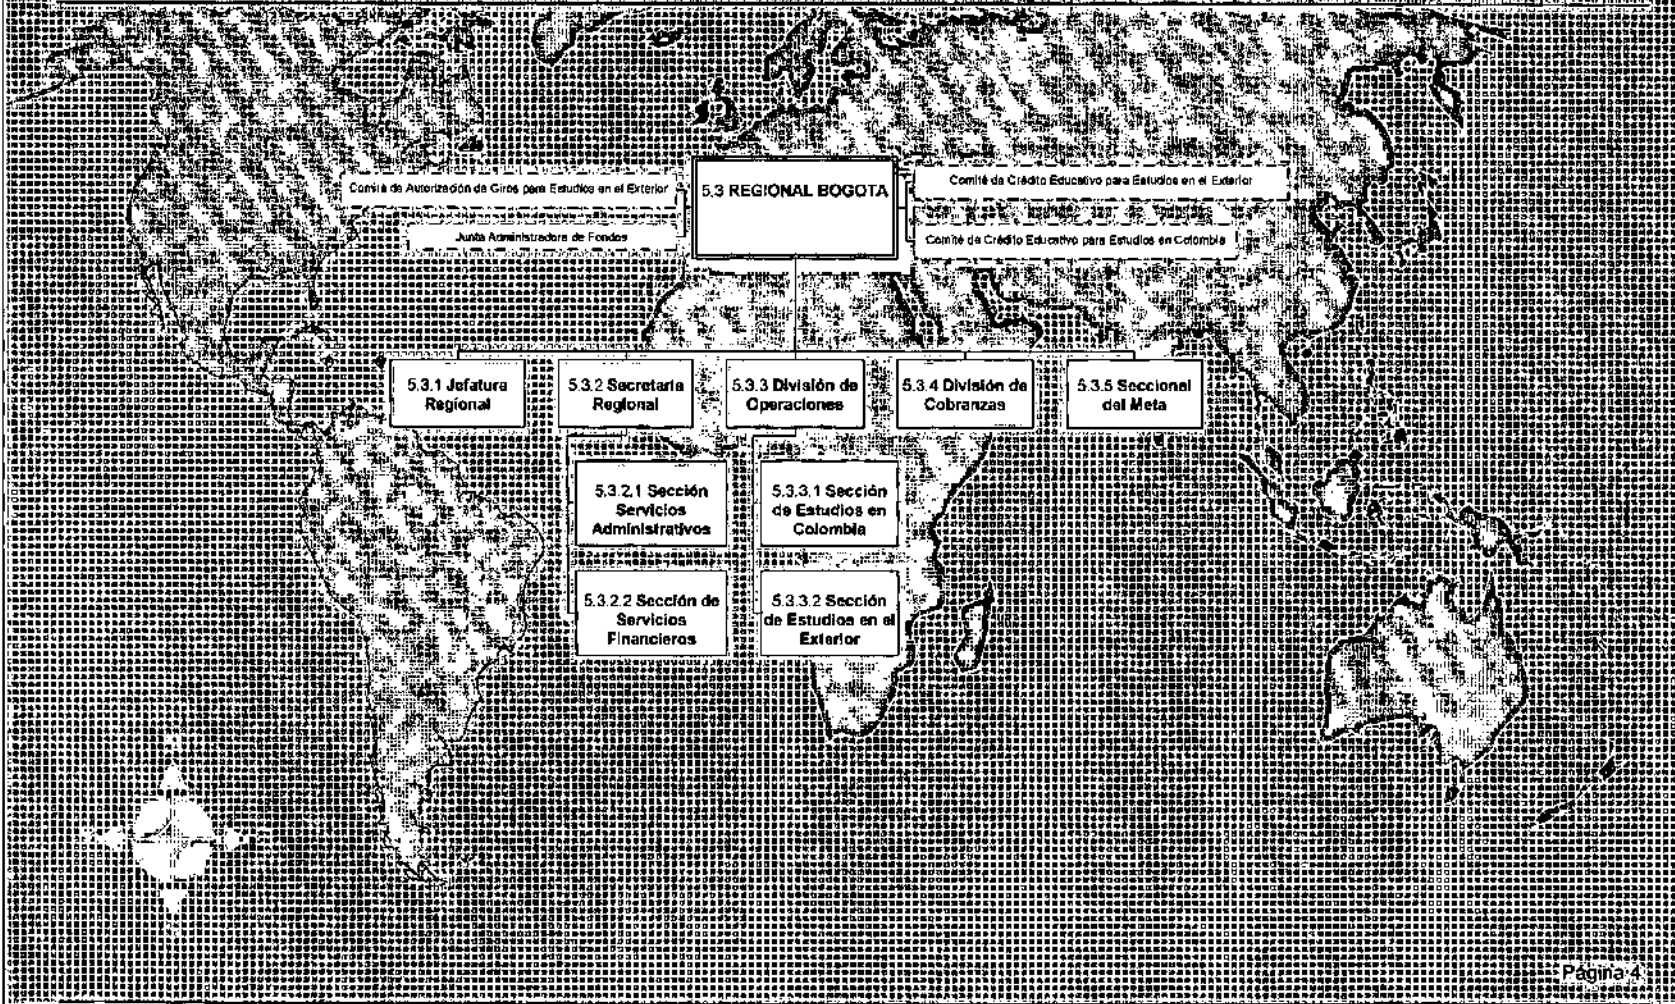 Comité de Autorización de Giros para Estudios en el Exterior
5.3 REGIONAL BOGOTA
Comité de Crédito Educativo para Estudios en el Exterior
Junta Administradora de Fondos
Comité de Crédito Educativo para Estudios en Colombia
5.3.1 Jefatura
Regional
5.3.2 Secretaria
Regional
5.3.3 División de
Operaciones
5.3.4 División de
Cobranzas
5.3.5 Seccional
del Meta
5.3.2.1 Sección
Servicios
Administrativos
5.3.3.1 Sección
de Estudios en
Colombia
5.3.2.2 Sección de
Servicios
Financieros
5.3.3.2 Sección
de Estudios en el
Exterior
Página 4